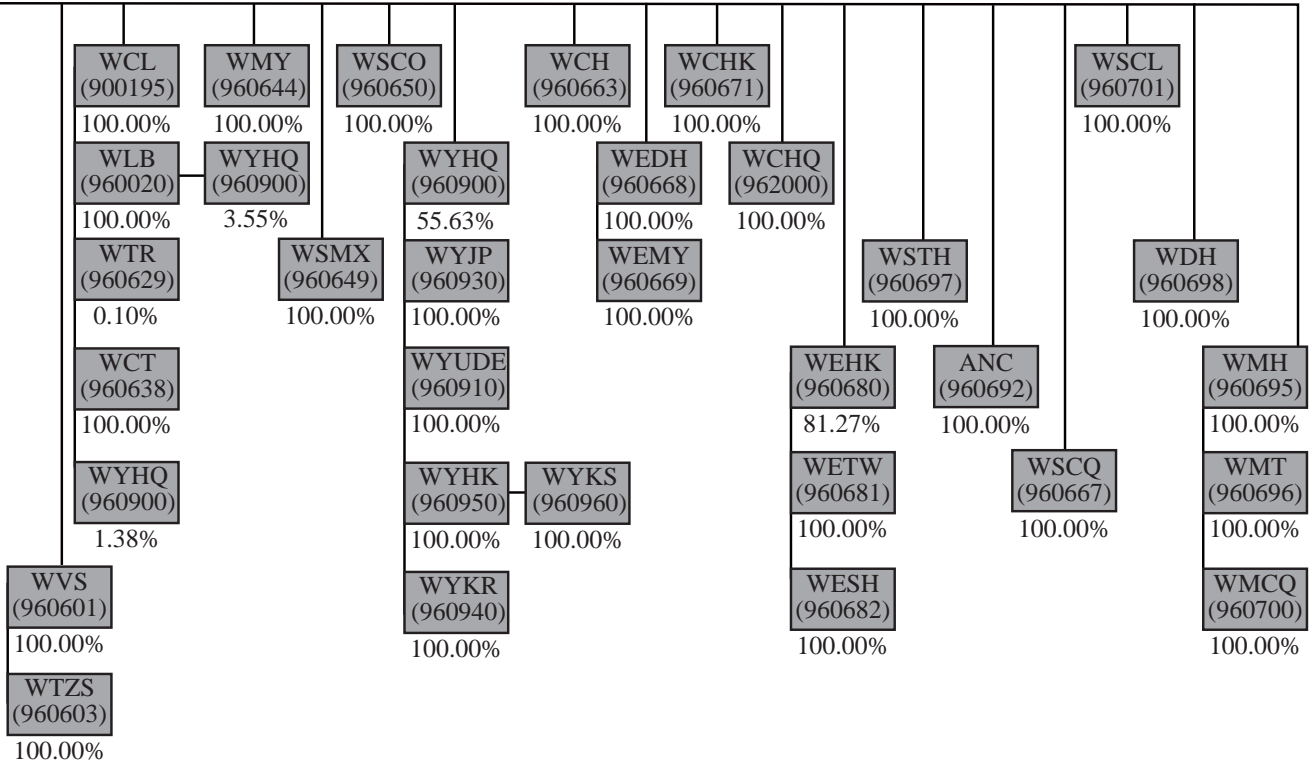 WCL
(900195)
100.00%
WMY
(960644)
100.00%
WSCO
(960650)
100.00%
WCH
(960663)
100.00%
WCHK
(960671)
100.00%
WSCL
(960701)
100.00%
WLB
(960020)
100.00%
WYHQ
(960900)
3.55%
WYHQ
(960900)
55.63%
WEDH
(960668)
100.00%
WCHQ
(962000)
100.00%
WTR
(960629)
0.10%
WSMX
(960649)
100.00%
WYJP
(960930)
100.00%
WEMY
(960669)
100.00%
WSTH
(960697)
100.00%
WDH
(960698)
100.00%
WCT
(960638)
100.00%
WYUDE
(960910)
100.00%
WEHK
(960680)
81.27%
ANC
(960692)
100.00%
WMH
(960695)
100.00%
WYHQ
(960900)
1.38%
WYHK
(960950)
100.00%
WYKS
(960960)
100.00%
WETW
(960681)
100.00%
WSCQ
(960667)
100.00%
WMT
(960696)
100.00%
WVS
(960601)
100.00%
WYKR
(960940)
100.00%
WESH
(960682)
100.00%
WMCQ
(960700)
100.00%
WTZS
(960603)
100.00%